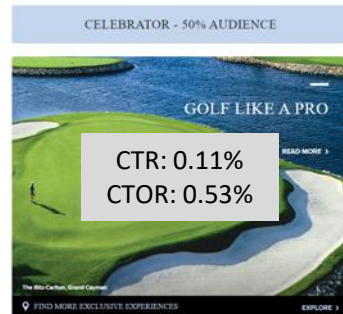 CELEBRATOR - 50% AUDIENCE
GOLF LIKE A PRO
READ MORE >
CTR: 0.11%
CTOR: 0.53%
The Ritz-Carlton, Grand Cayman
FIND MORE EXCLUSIVE EXPERIENCES
EXPLORE >